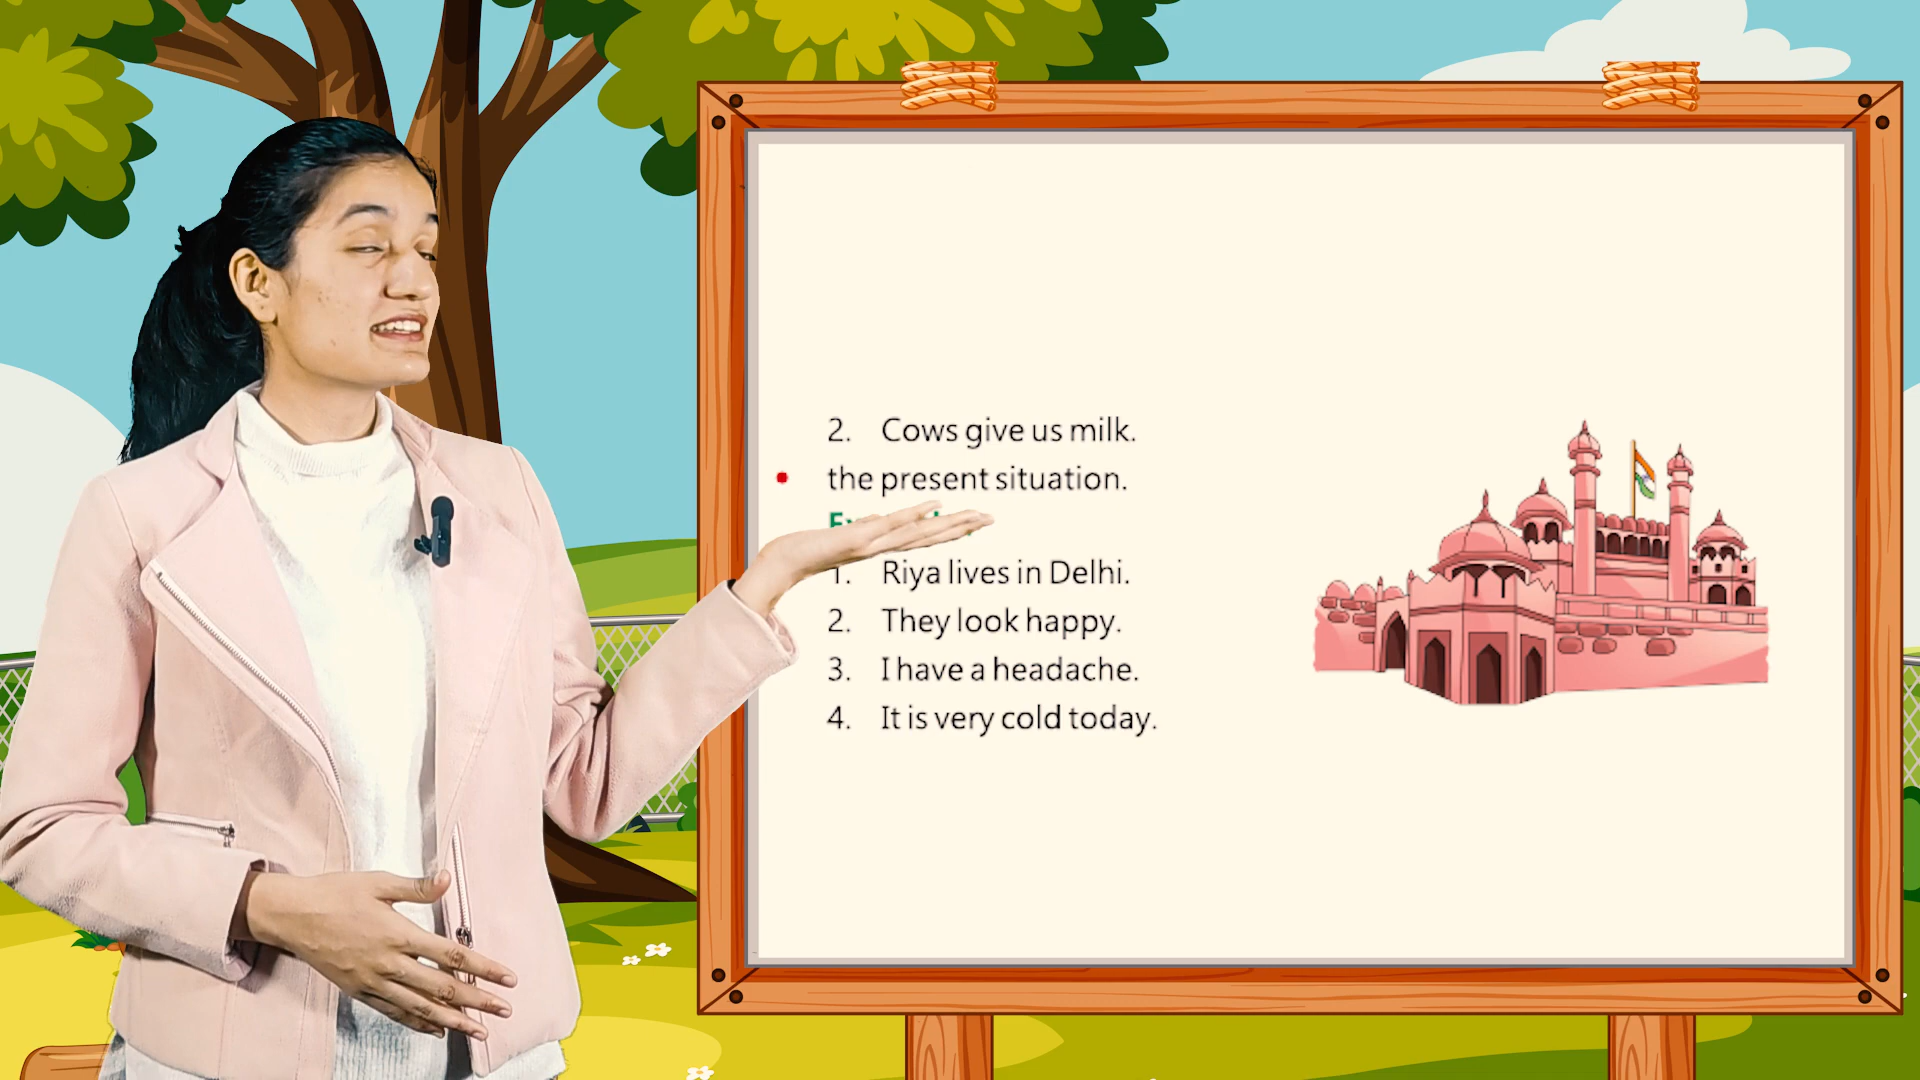 2. Cows give us milk.
the present situation.
1. Riya lives in Delhi.
2. They look happy.
3. I have a headache.
4. It is very cold today.